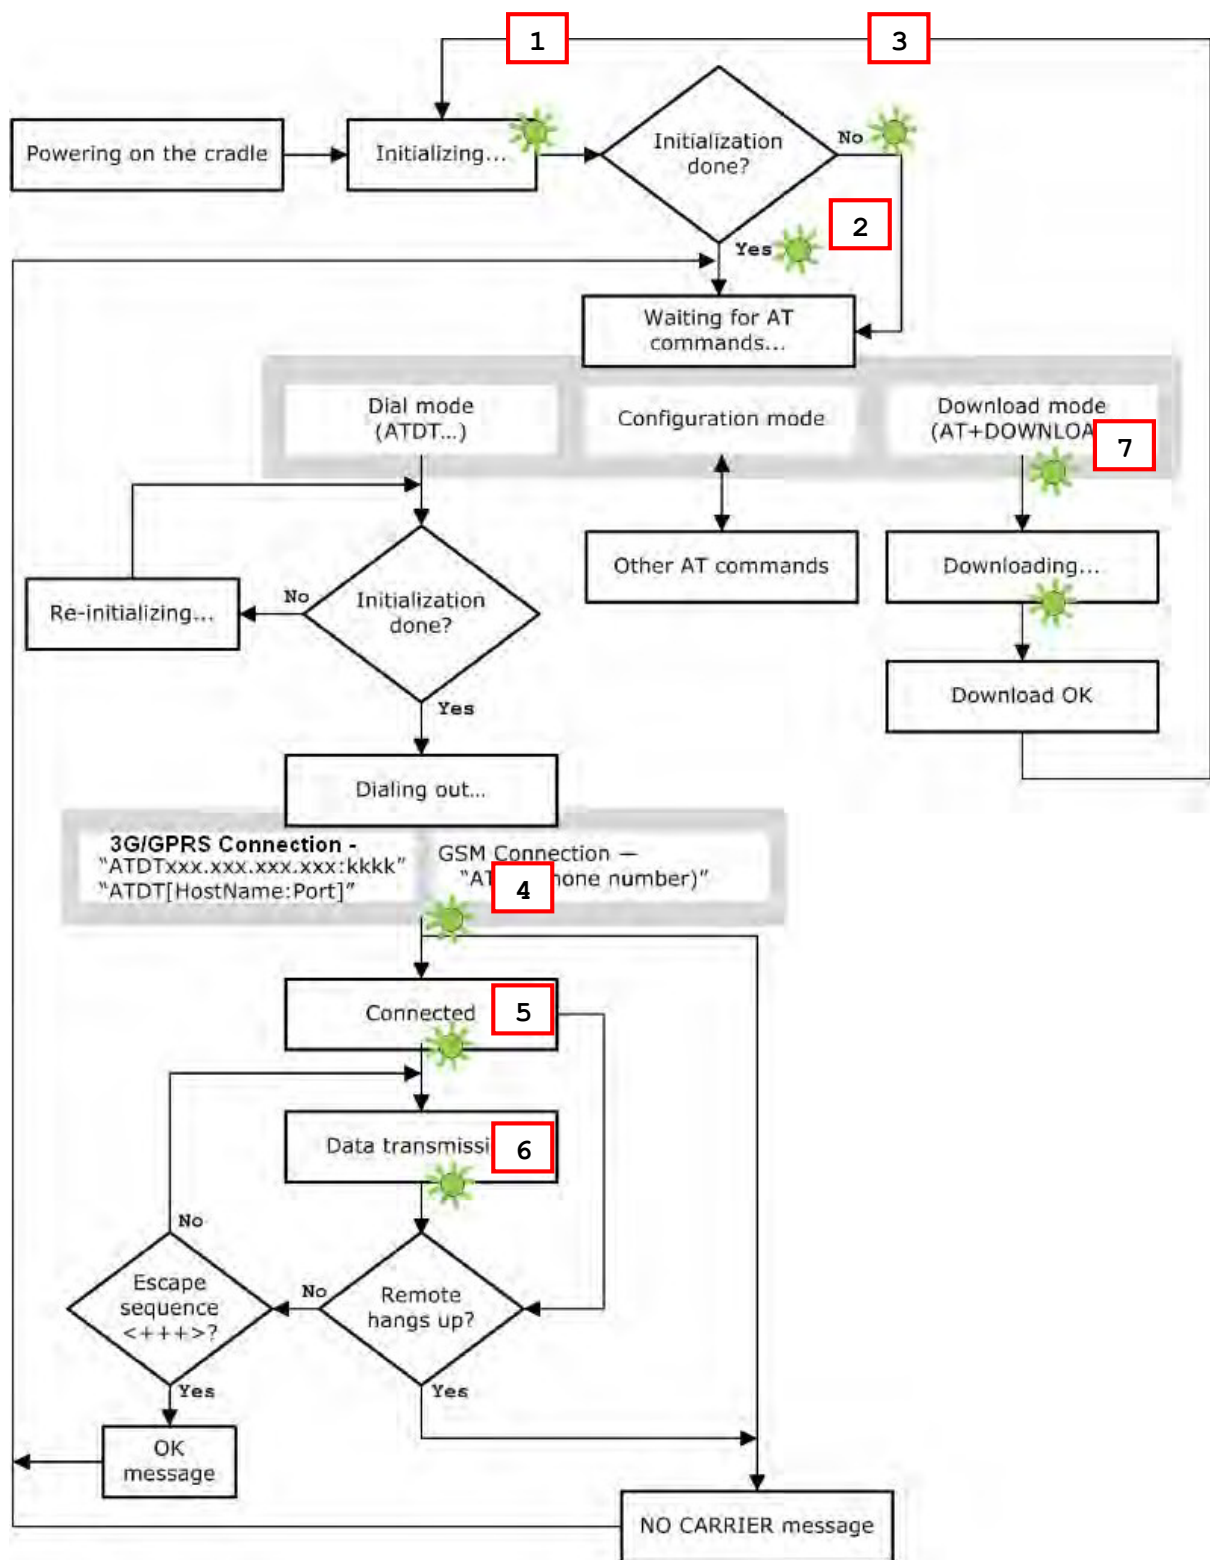 1
3
Powering on the cradle
Initializing...
Initialization
done?
No
2
Yes
Waiting for AT
commands...
Dial mode
(ATDT...)
Configuration mode
Download mode
(AT+DOWNLOA
7
Re-initializing...
No
Initialization
done?
Other AT commands
Downloading...
Yes
Download OK
Dialing out...
3G/GPRS Connection -
“ATDTxxx.xxx.xxx.xxx:kkkk”
“ATDT[HostName:Port]”
GSM Connection —
“AT one number)”
4
Connected
5
Data transmissi
6
No
Escape
sequence
<+++>?
No
Remote
hangs up?
Yes
Yes
OK
message
NO CARRIER message